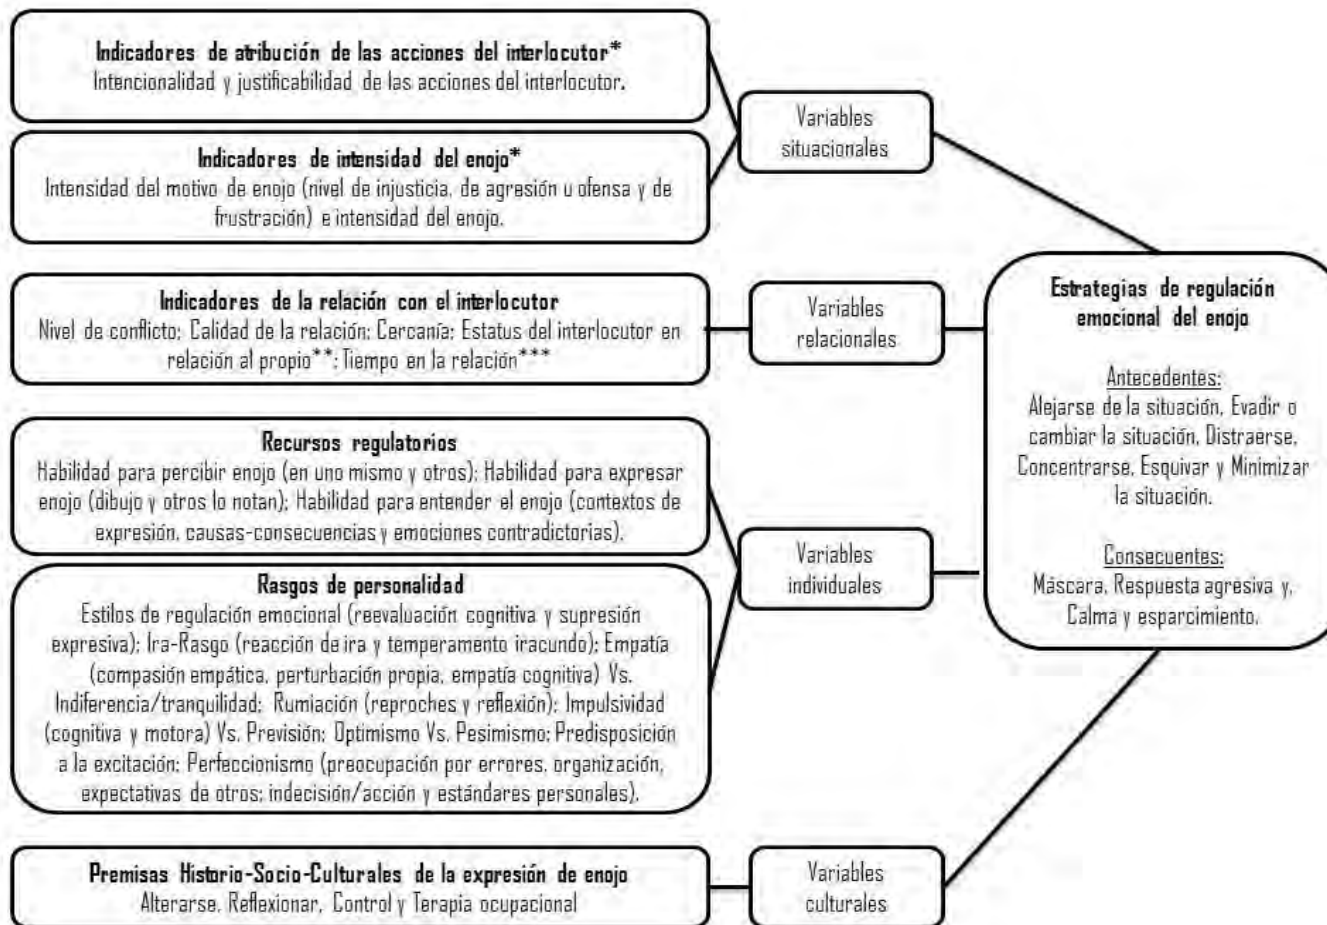 Indicadores de atribución de las acciones del interlocutor*
Intencionalidad y justificabilidad de las acciones del interlocutor.
Variables
situacionales
Indicadores de intensidad del enojo*
Intensidad del motivo de enojo (nivel de injusticia, de agresión u ofensa y de
frustración) e intensidad del enojo.
Indicadores de la relación con el interlocutor
Nivel de conflicto; Calidad de la relación; Cercanía; Estatus del interlocutor en
relación al propio**; Tiempo en la relación***
Variables
relacionales
Recursos regulatorios
Habilidad para percibir enojo (en uno mismo y otros); Habilidad para expresar
enojo (dibujo y otros lo notan); Habilidad para entender el enojo (contextos de
expresión, causas-consecuencias y emociones contradictorias).
Variables
individuales
Rasgos de personalidad
Estilos de regulación emocional (reevaluación cognitiva y supresión
expresiva); Ira-Rasgo (reacción de ira y temperamento iracundo); Empatía
(compasión empática, perturbación propia, empatía cognitiva) Vs.
Indiferencia/tranquilidad; Rumiación (reproches y reflexión); Impulsividad
(cognitiva y motora) Vs. Previsión; Optimismo Vs. Pesimismo; Predisposición
a la excitación; Perfeccionismo (preocupación por errores, organización,
expectativas de otros; indecisión/acción y estándares personales).
Premisas Historio-Socio-Culturales de la expresión de enojo
Alterarse, Reflexionar, Control y Terapia ocupacional
Variables
culturales
Estrategias de regulación
emocional del enojo
Antecedentes:
Alejarse de la situación, Evadir o
cambiar la situación, Distraerse,
Concentrarse, Esquivar y Minimizar
la situación.
Consecuentes:
Máscara, Respuesta agresiva y,
Calma y esparcimiento.